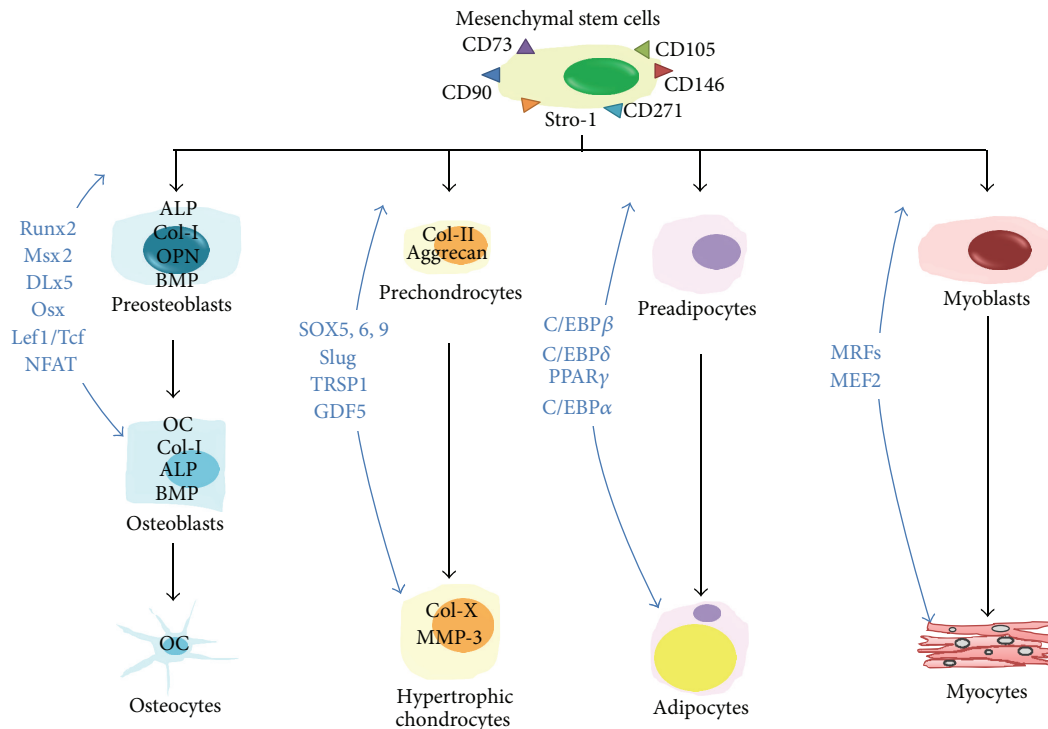 Mesenchymal stem cells
CD73
CD105
CD90
CD146
Stro-1
CD271
Runx2
Msx2
DLx5
Osx
Lef1/Tcf
NFAT
ALP
Col-I
OPN
BMP
Preosteoblasts
OC
Col-I
ALP
BMP
Osteoblasts
OC
Osteocytes
Col-II
Aggrecan
Prechondrocytes
SOX5, 6, 9
Slug
TRSP1
GDF5
Col-X
MMP-3
Hypertrophic
chondrocytes
Preadipocytes
C/EBPβ
C/EBPδ
PPARγ
C/EBPα
Adipocytes
Myoblasts
MRFs
MEF2
Myocytes